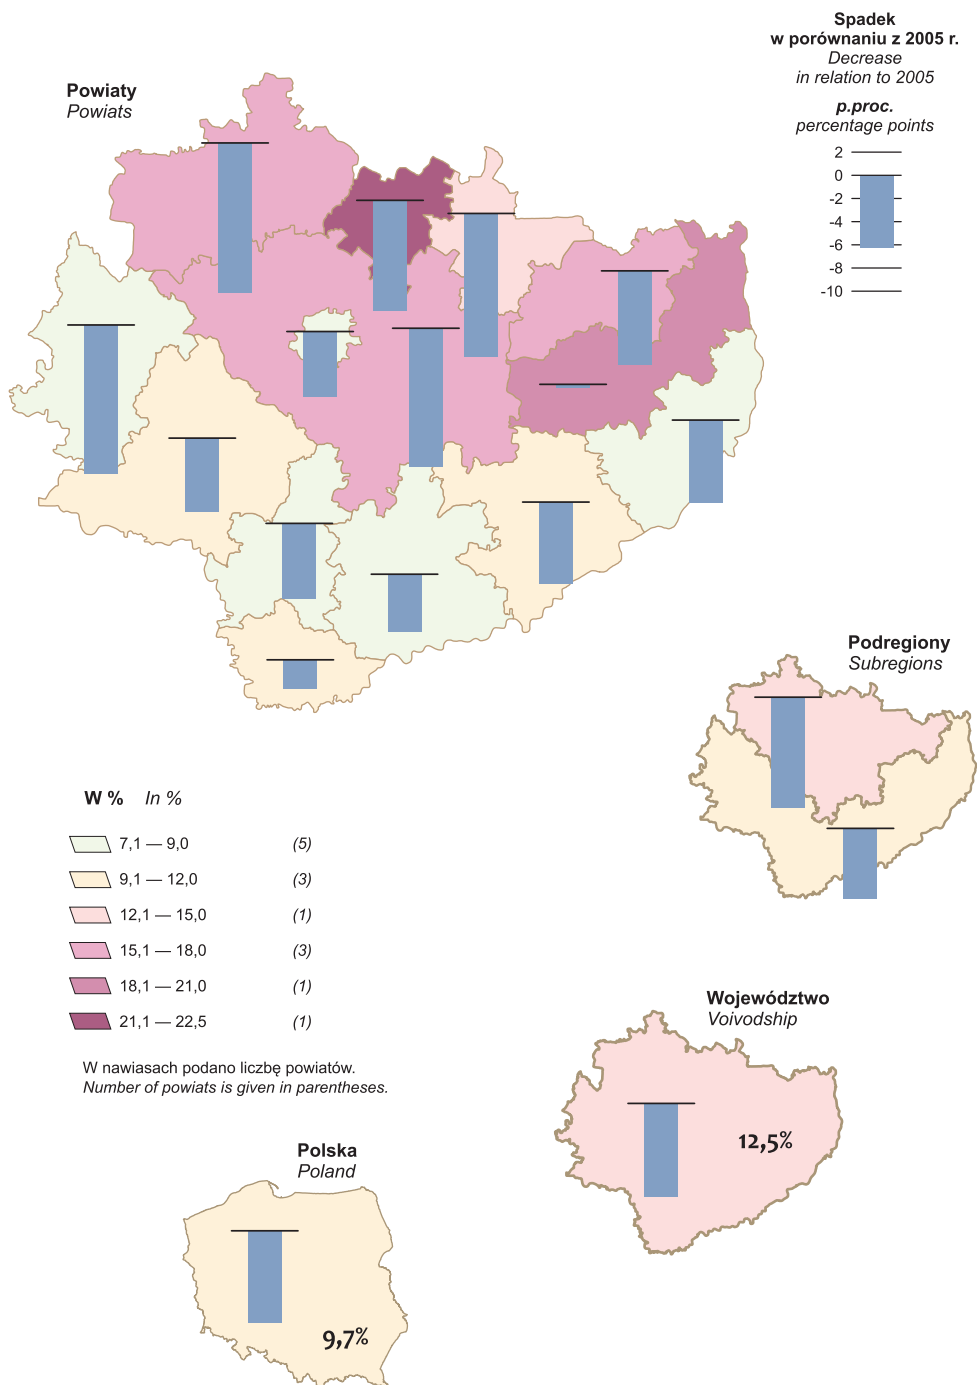 Spadek
w porównaniu z 2005 r.
Decrease
in relation to 2005
p.proc.
percentage points
2
0
-2
-4
-6
-8
-10
Powiaty
Powiats
Podregiony
Subregions
W % In %
7,1 — 9,0 (5)
9,1 — 12,0 (3)
12,1 — 15,0 (1)
15,1 — 18,0 (3)
18,1 — 21,0 (1)
21,1 — 22,5 (1)
W nawiasach podano liczbę powiatów.
Number of powiats is given in parentheses.
Województwo
Voivodship
12,5%
Polska
Poland
9,7%